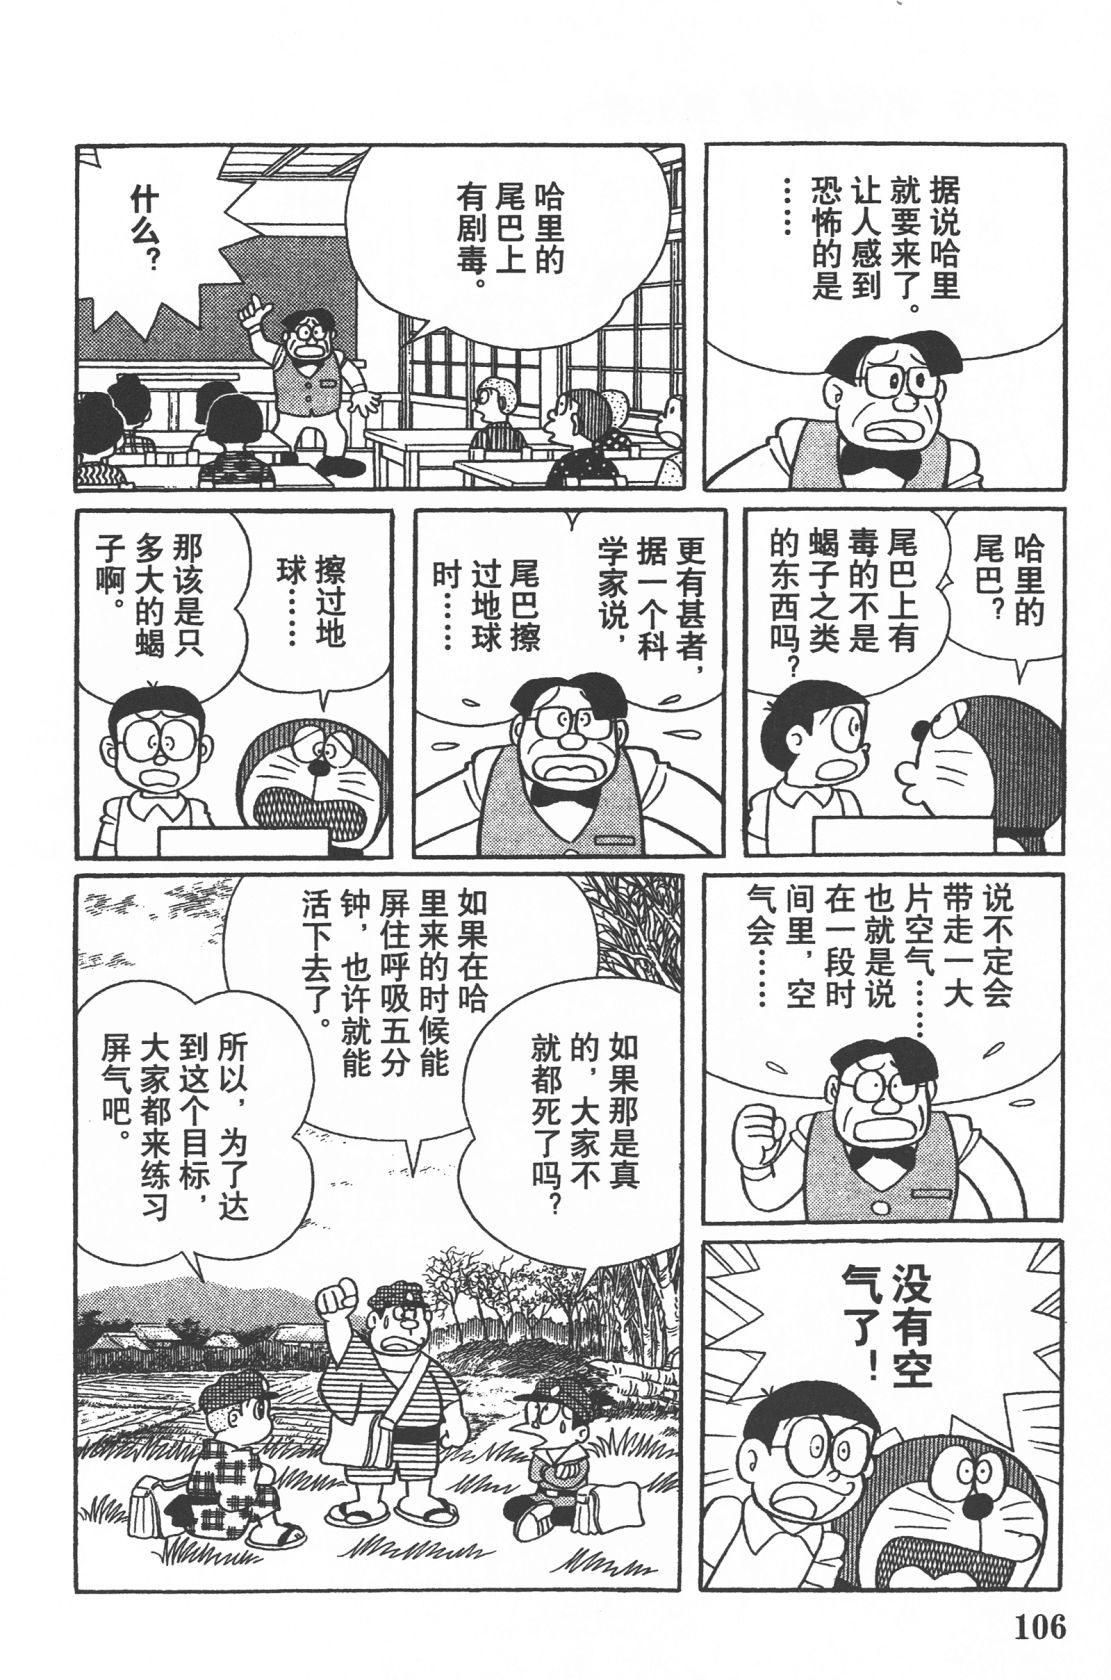 据说哈里
就要来了。
让人感到
恐怖的是
……
哈里的
尾巴上
有剧毒。
什么？
哈里的
尾巴？
尾巴上有
毒的不是
蝎子之类
的东西吗？
更有甚者，
据一个科
学家说，
尾巴擦
过地球
时……
擦过地
球……
那该是只
多大的蝎
子啊。
说不定会
带走一大
片空气……
也就是说
在一段时
间里，空
气会……
没有空
气了！
如果那是真
的，大家不
就都死了吗？
如果在哈
里来的时候能
屏住呼吸五分
钟，也许就能
活下去了。
所以，为了达
到这个目标，
大家都来练习
屏气吧。
106